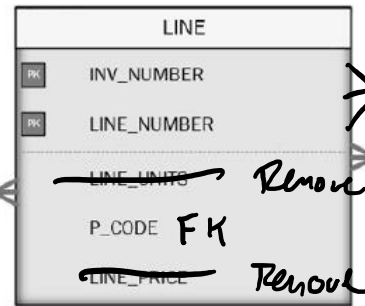 LINE
PK INV_NUMBER
PK LINE_NUMBER
LINE_UNITS Remove
P_CODE FK
LINE_PRICE Remove